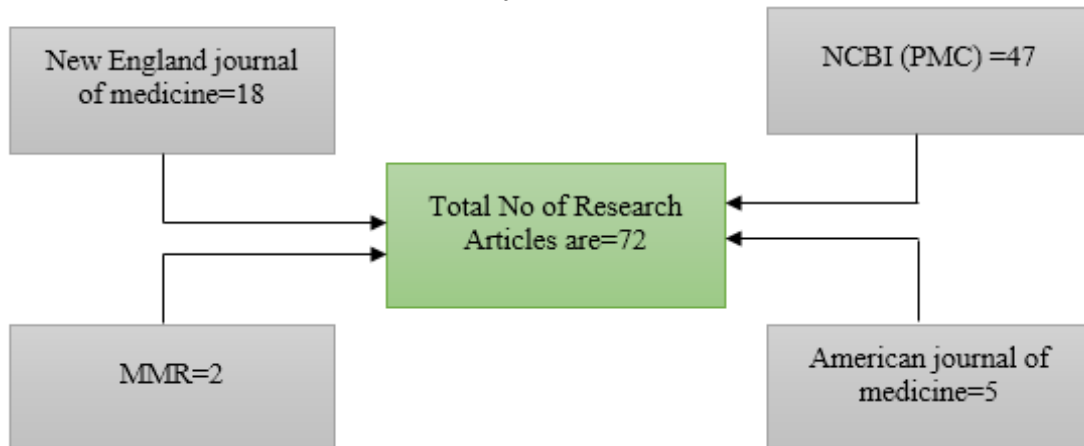 New England journal
of medicine=18
NCBI (PMC) =47
Total No of Research
Articles are=72
MMR=2
American journal of
medicine=5